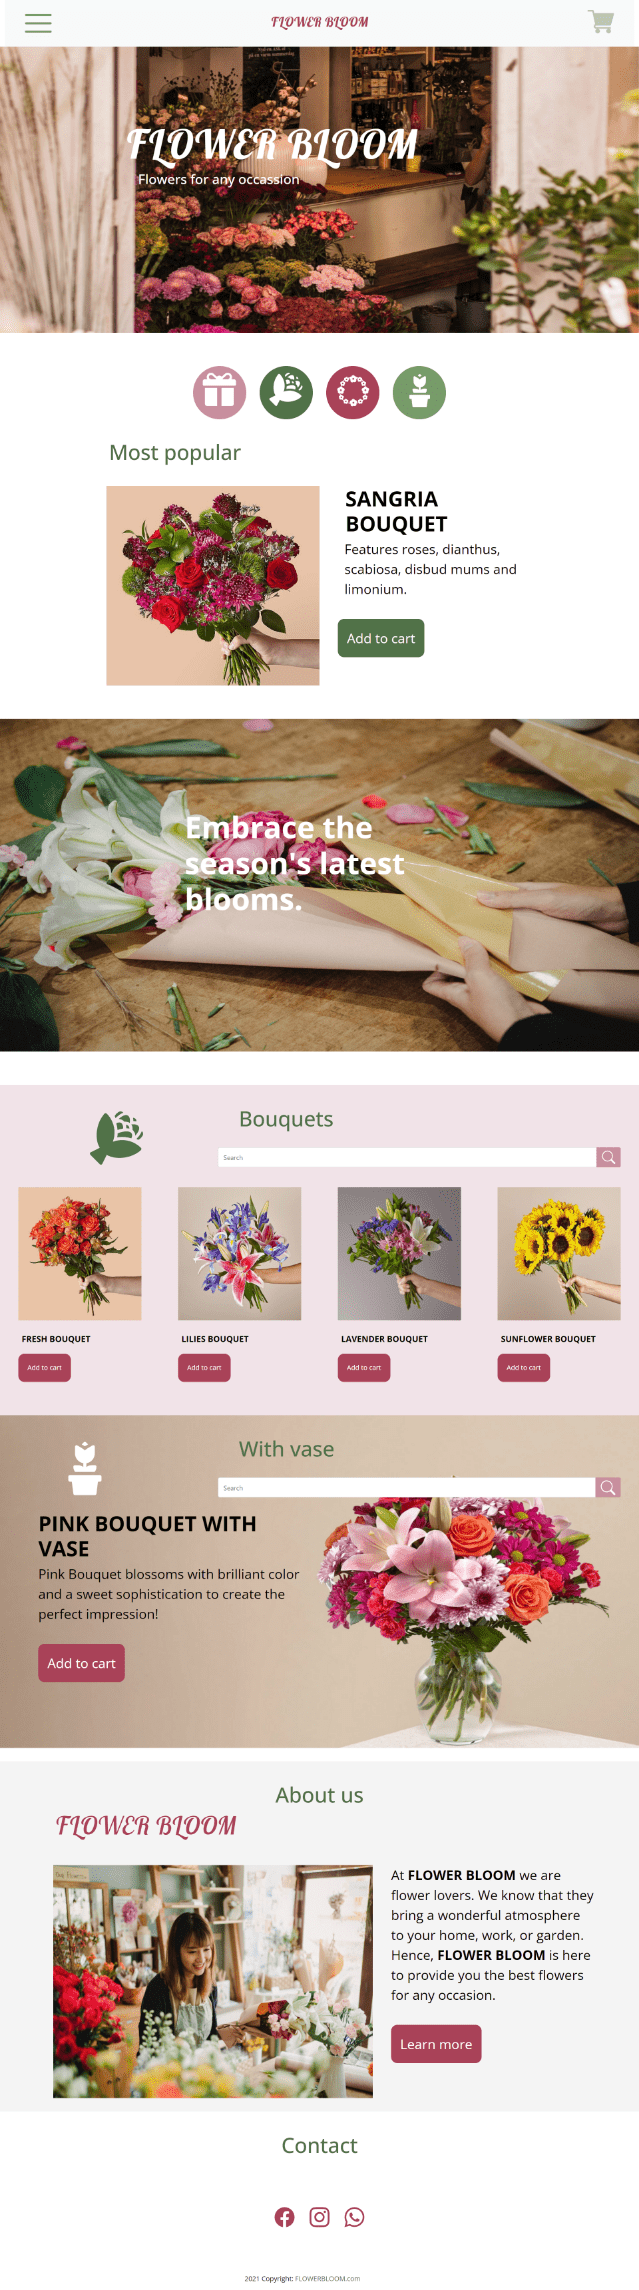 FLOWER BLOOM
FLOWER BLOOM
Flowers for any occassion
Most popular
SANGRIA
BOUQUET
Features roses, dianthus,
scabiosa, disbud mums and
limonium.
Add to cart
Embrace the
season's latest
blooms.
Bouquets
Search
FRESH BOUQUET
LILIES BOUQUET
LAVENDER BOUQUET
SUNFLOWER BOUQUET
Add to cart
Add to cart
Add to cart
Add to cart
With vase
Search
PINK BOUQUET WITH
VASE
Pink Bouquet blossoms with brilliant color
and a sweet sophistication to create the
perfect impression!
Add to cart
About us
FLOWER BLOOM
At FLOWER BLOOM we are
flower lovers. We know that they
bring a wonderful atmosphere
to your home, work, or garden.
Hence, FLOWER BLOOM is here
to provide you the best flowers
for any occasion.
Learn more
Contact
2021 Copyright: FLOWERBLOOM.com